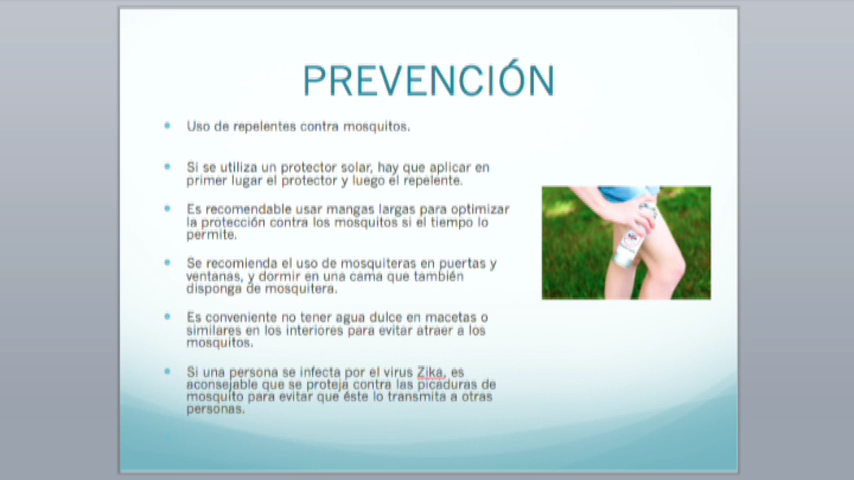 PREVENCIÓN
Uso de repelentes contra mosquitos.
Si se utiliza un protector solar, hay que aplicar en
primer lugar el protector y luego el repelente.
Es recomendable usar mangas largas para optimizar
la protección contra los mosquitos si el tiempo lo
permite.
Se recomienda el uso de mosquiteras en puertas y
ventanas, y dormir en una cama que también
disponga de mosquitera.
Es conveniente no tener agua dulce en macetas o
similares en los interiores para evitar atraer a los
mosquitos.
Si una persona se infecta por el virus Zika, es
aconsejable que se proteja contra las picaduras de
mosquito para evitar que éste lo transmita a otras
personas.